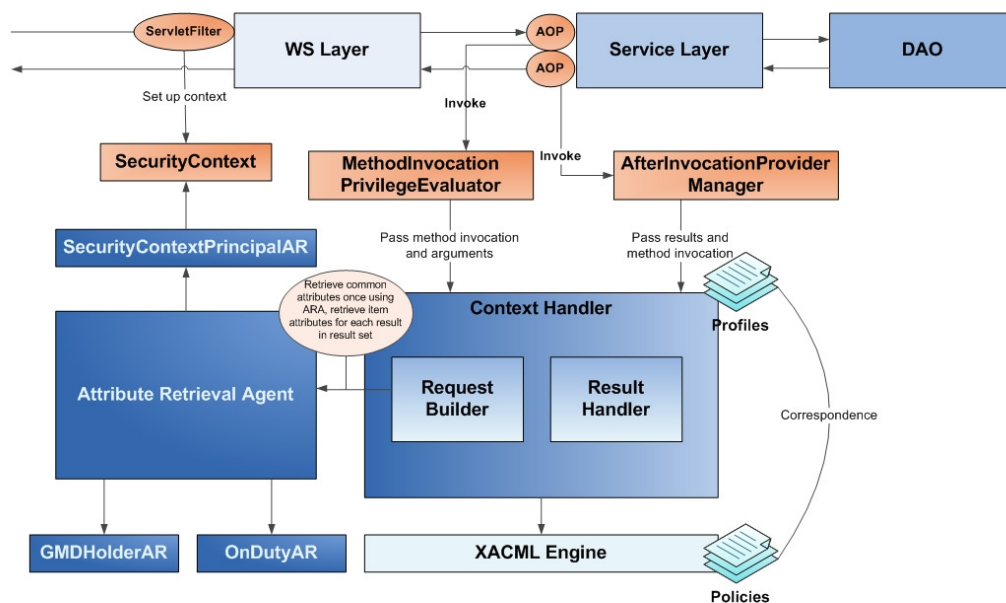 ServletFilter
WS Layer
AOP
AOP
Service Layer
DAO
Set up context
Invoke
Invoke
SecurityContext
MethodInvocation
PrivilegeEvaluator
AfterInvocationProvider
Manager
SecurityContextPrincipalAR
Pass method invocation
and arguments
Pass results and
method invocation
Retrieve common
attributes once using
ARA, retrieve item
attributes for each result
in result set
Context Handler
Profiles
Attribute Retrieval Agent
Request
Builder
Result
Handler
Correspondence
GMDHolderAR
OnDutyAR
XACML Engine
Policies